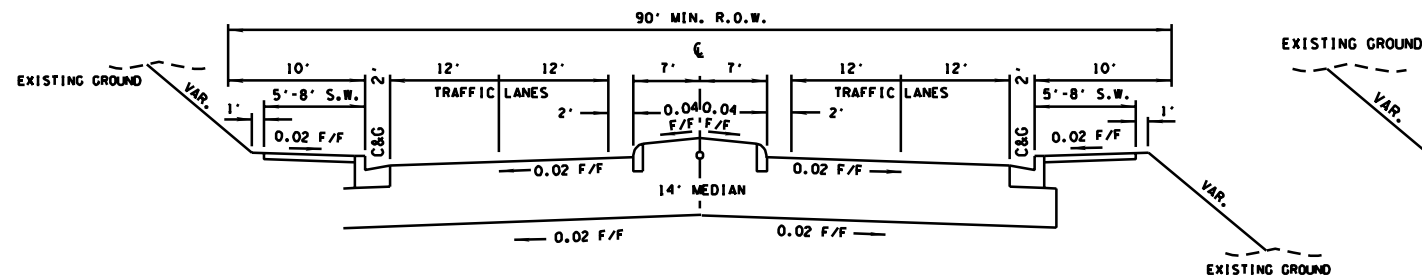 90' MIN. R.O.W.
℄
EXISTING GROUND
EXISTING GROUND
10' 2' 12' 12' 7' 7' 12' 12' 2' 10'
VAR. 5'-8' S.W. TRAFFIC LANES TRAFFIC LANES 5'-8' S.W. VAR.
1' 2' 0.04 0.04 2' 1'
0.02 F/F C&G F/F F/F C&G 0.02 F/F
0.02 F/F 0.02 F/F
14' MEDIAN
VAR.
0.02 F/F 0.02 F/F
EXISTING GROUND